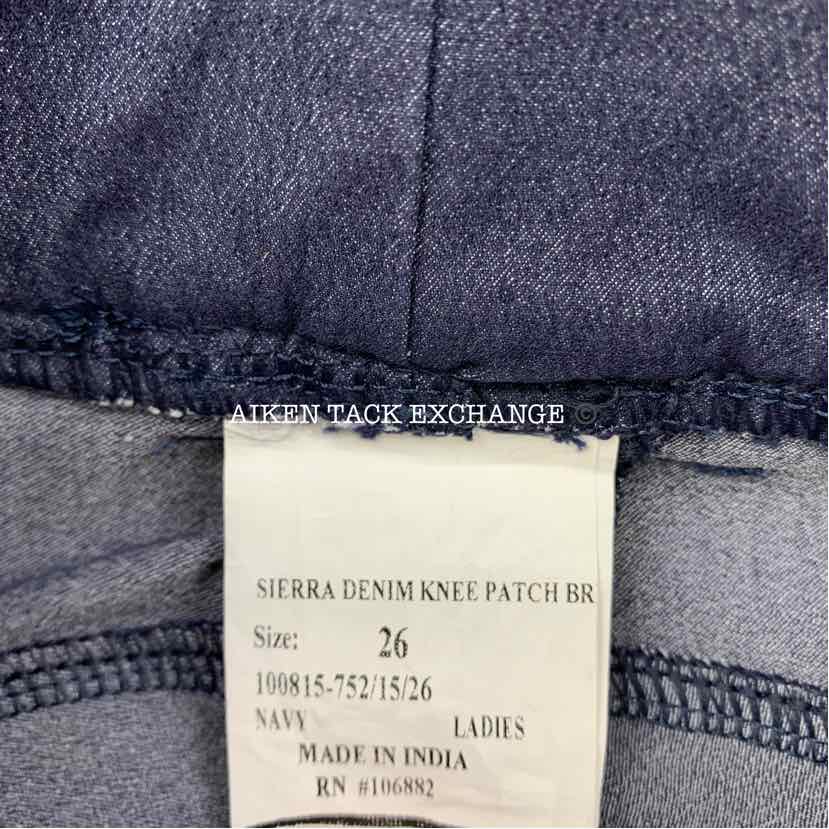 AIKEN TACK EXCHANGE ©
SIERRA DENIM KNEE PATCH BR
Size: 26
100815-752/15/26
NAVY LADIES
MADE IN INDIA
RN #106882